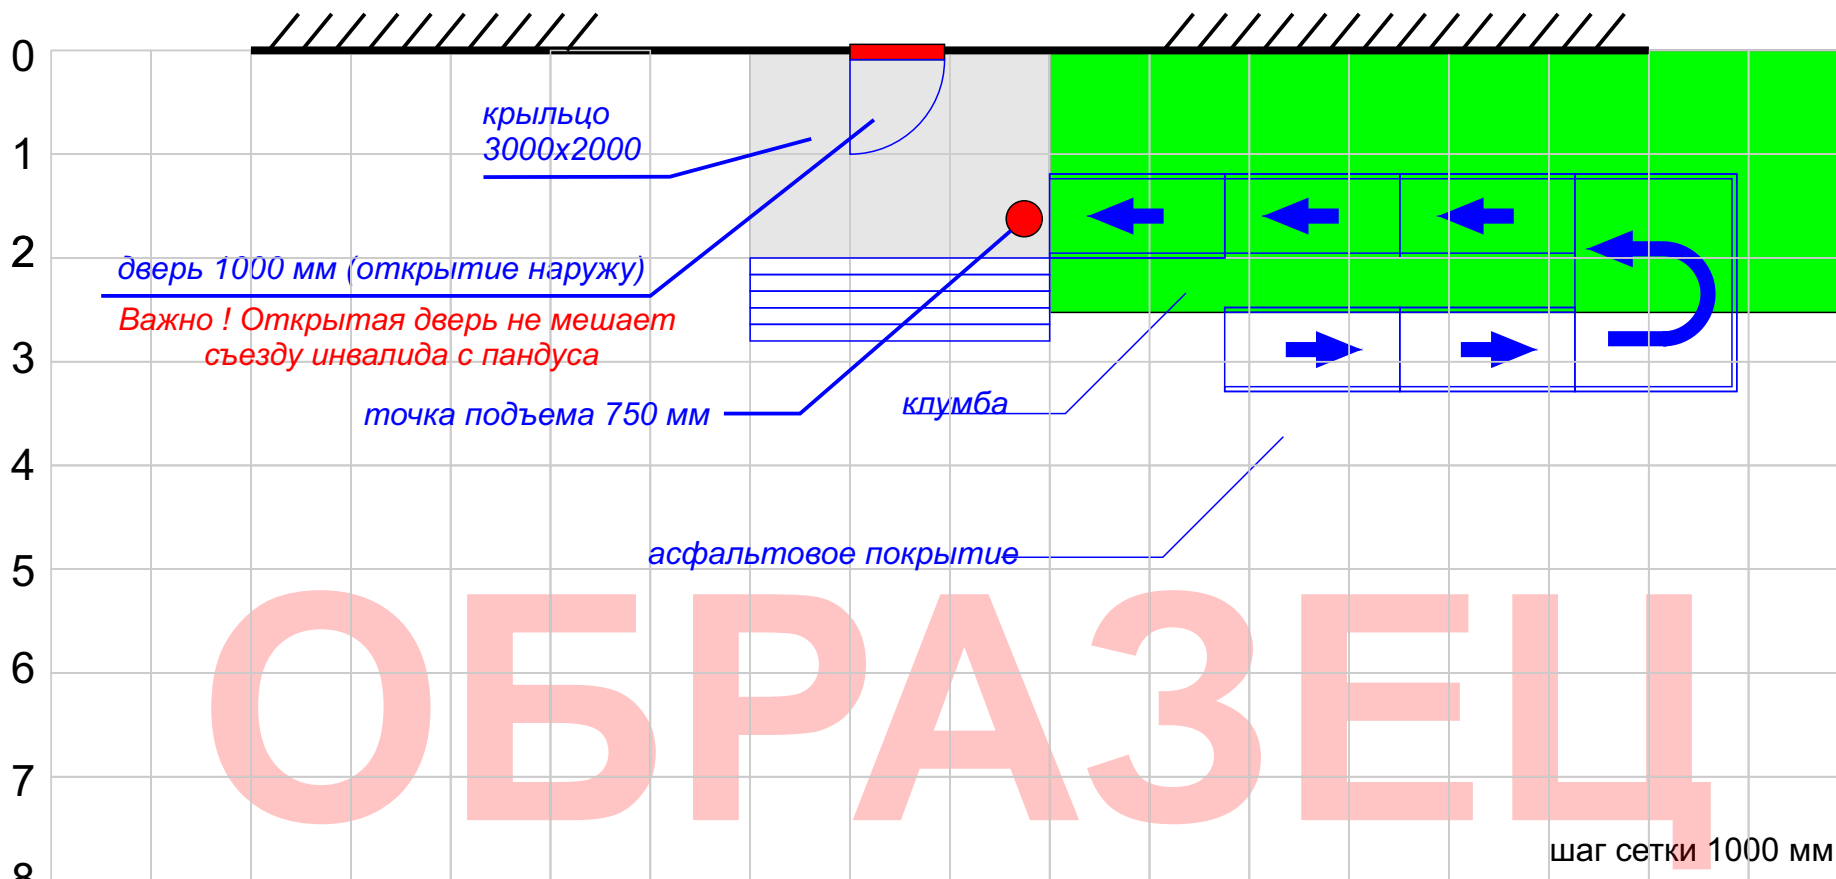 0
крыльцо
3000х2000
1
2
дверь 1000 мм (открытие наружу)
Важно ! Открытая дверь не мешает
съезду инвалида с пандуса
3
точка подъема 750 мм
клумба
4
асфальтовое покрытие
5
ОБРАЗЕЦ
6
7
шаг сетки 1000 мм
8